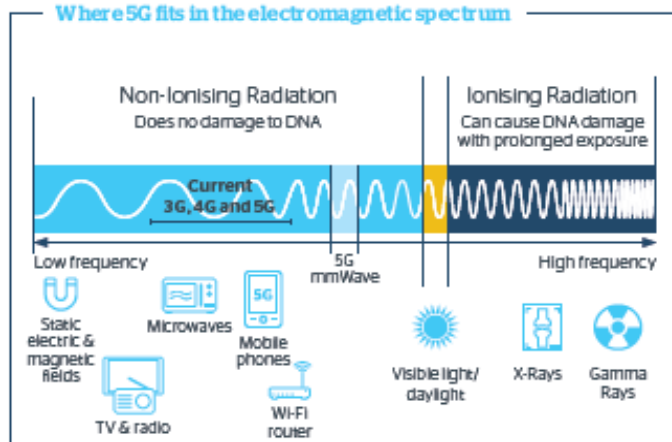 Where 5G fits in the electromagnetic spectrum
Non-Ionising Radiation
Does no damage to DNA
Ionising Radiation
Can cause DNA damage
with prolonged exposure
Current
3G, 4G and 5G
Low frequency
5G
mmWave
High frequency
Static
electric &
magnetic
fields
TV & radio
Microwaves
5G
Mobile
phones
Wi-Fi
router
Visible light/
daylight
X-Rays
Gamma
Rays